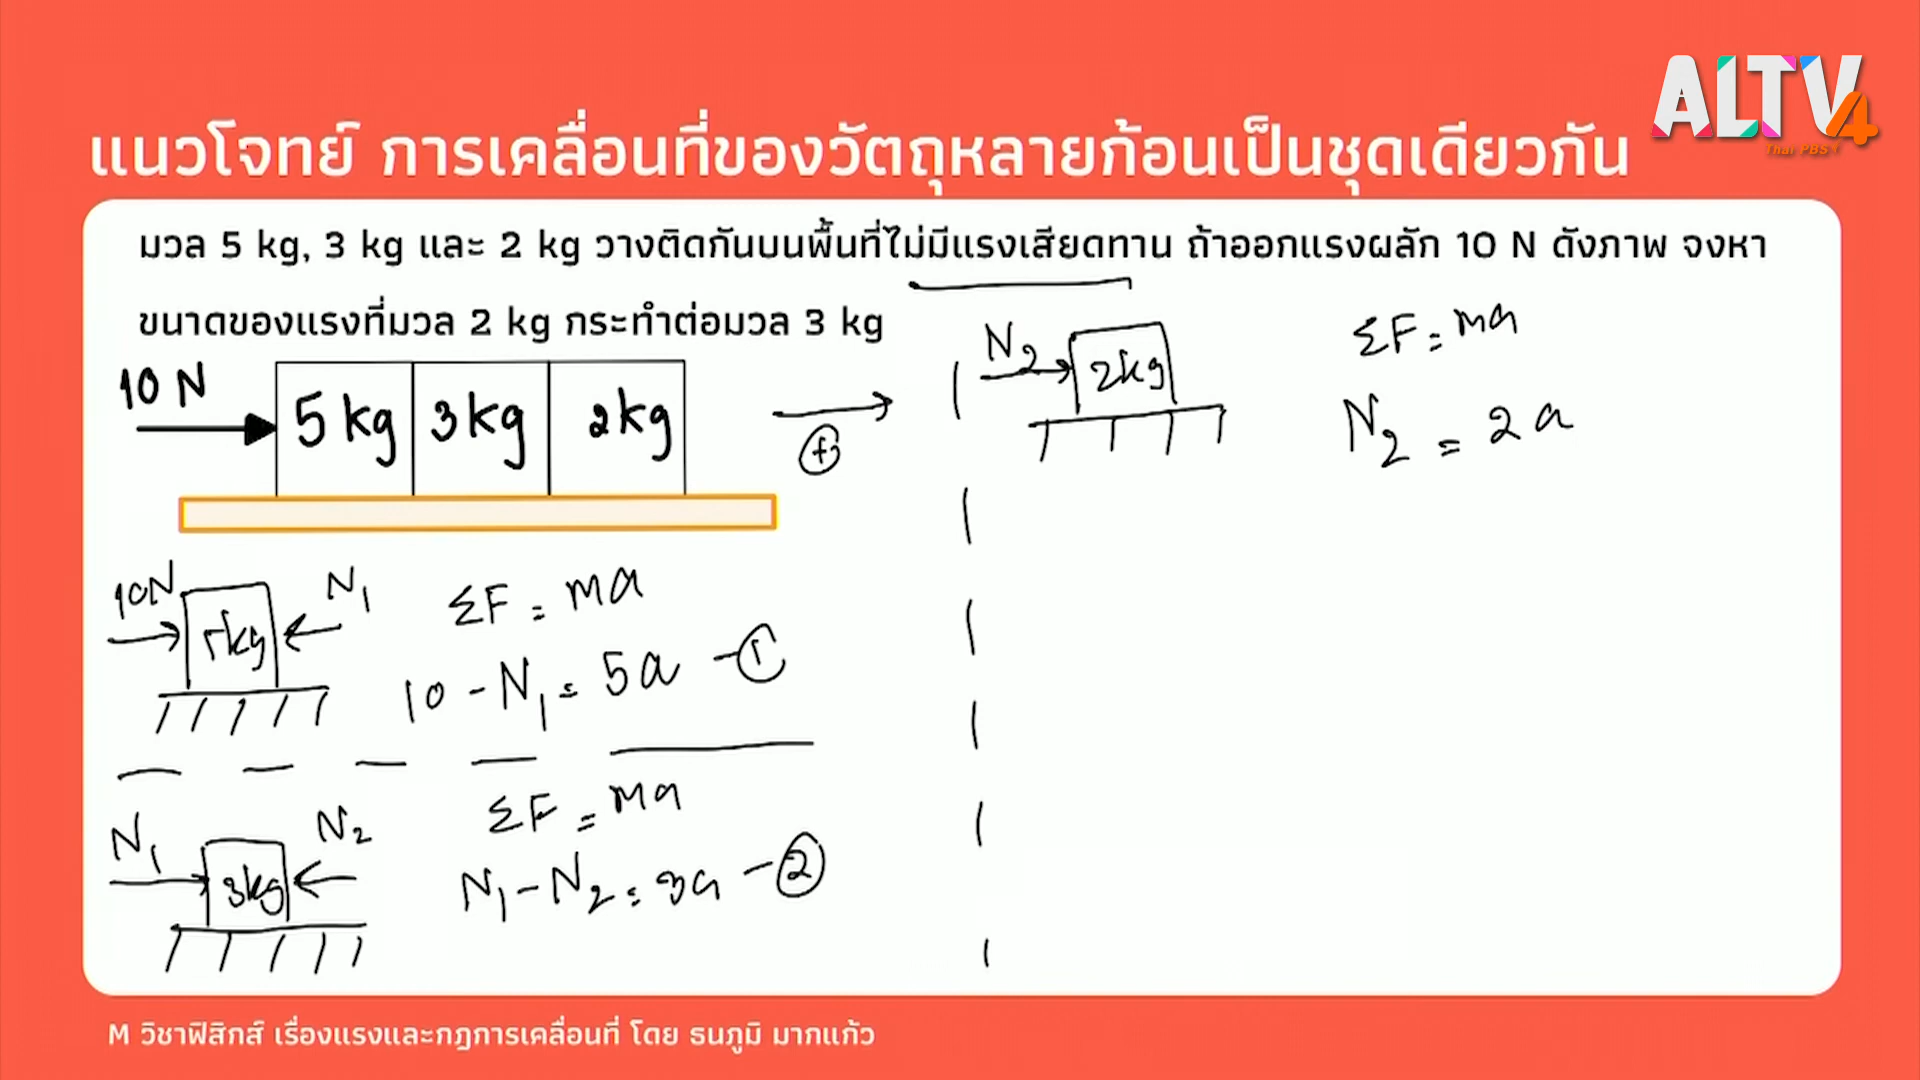 ALTV4
Thai PBS
แนวโจทย์ การเคลื่อนที่ของวัตถุหลายก้อนเป็นชุดเดียวกัน
มวล 5 kg, 3 kg และ 2 kg วางติดกันบนพื้นที่ไม่มีแรงเสียดทาน ถ้าออกแรงผลัก 10 N ดังภาพ จงหา
ขนาดของแรงที่มวล 2 kg กระทำต่อมวล 3 kg
10 N
5 kg 3 kg 2 kg
+
10N 5kg N₁
ΣF = ma
10 - N₁ = 5a - ①
N₁ 3kg N₂
ΣF = ma
N₁ - N₂ = 3a - ②
N₂ 2kg
ΣF = ma
N₂ = 2a
M วิชาฟิสิกส์ เรื่องแรงและกฎการเคลื่อนที่ โดย ธนภูมิ มากแก้ว